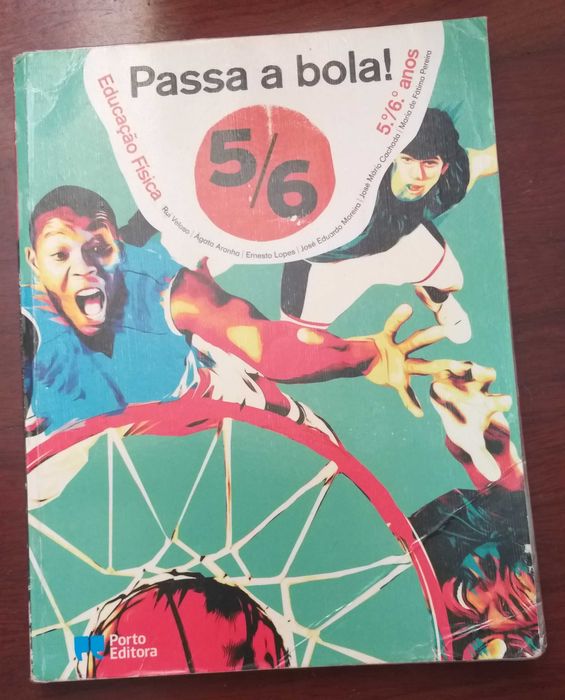 Passa a bola!
Educação Física
5/6
5.º/6.º anos
Rui Veloso | Ágata Aranha | Ernesto Lopes | José Eduardo Moreira | José Mário Cachada | Maria de Fátima Pereira
Porto
Editora